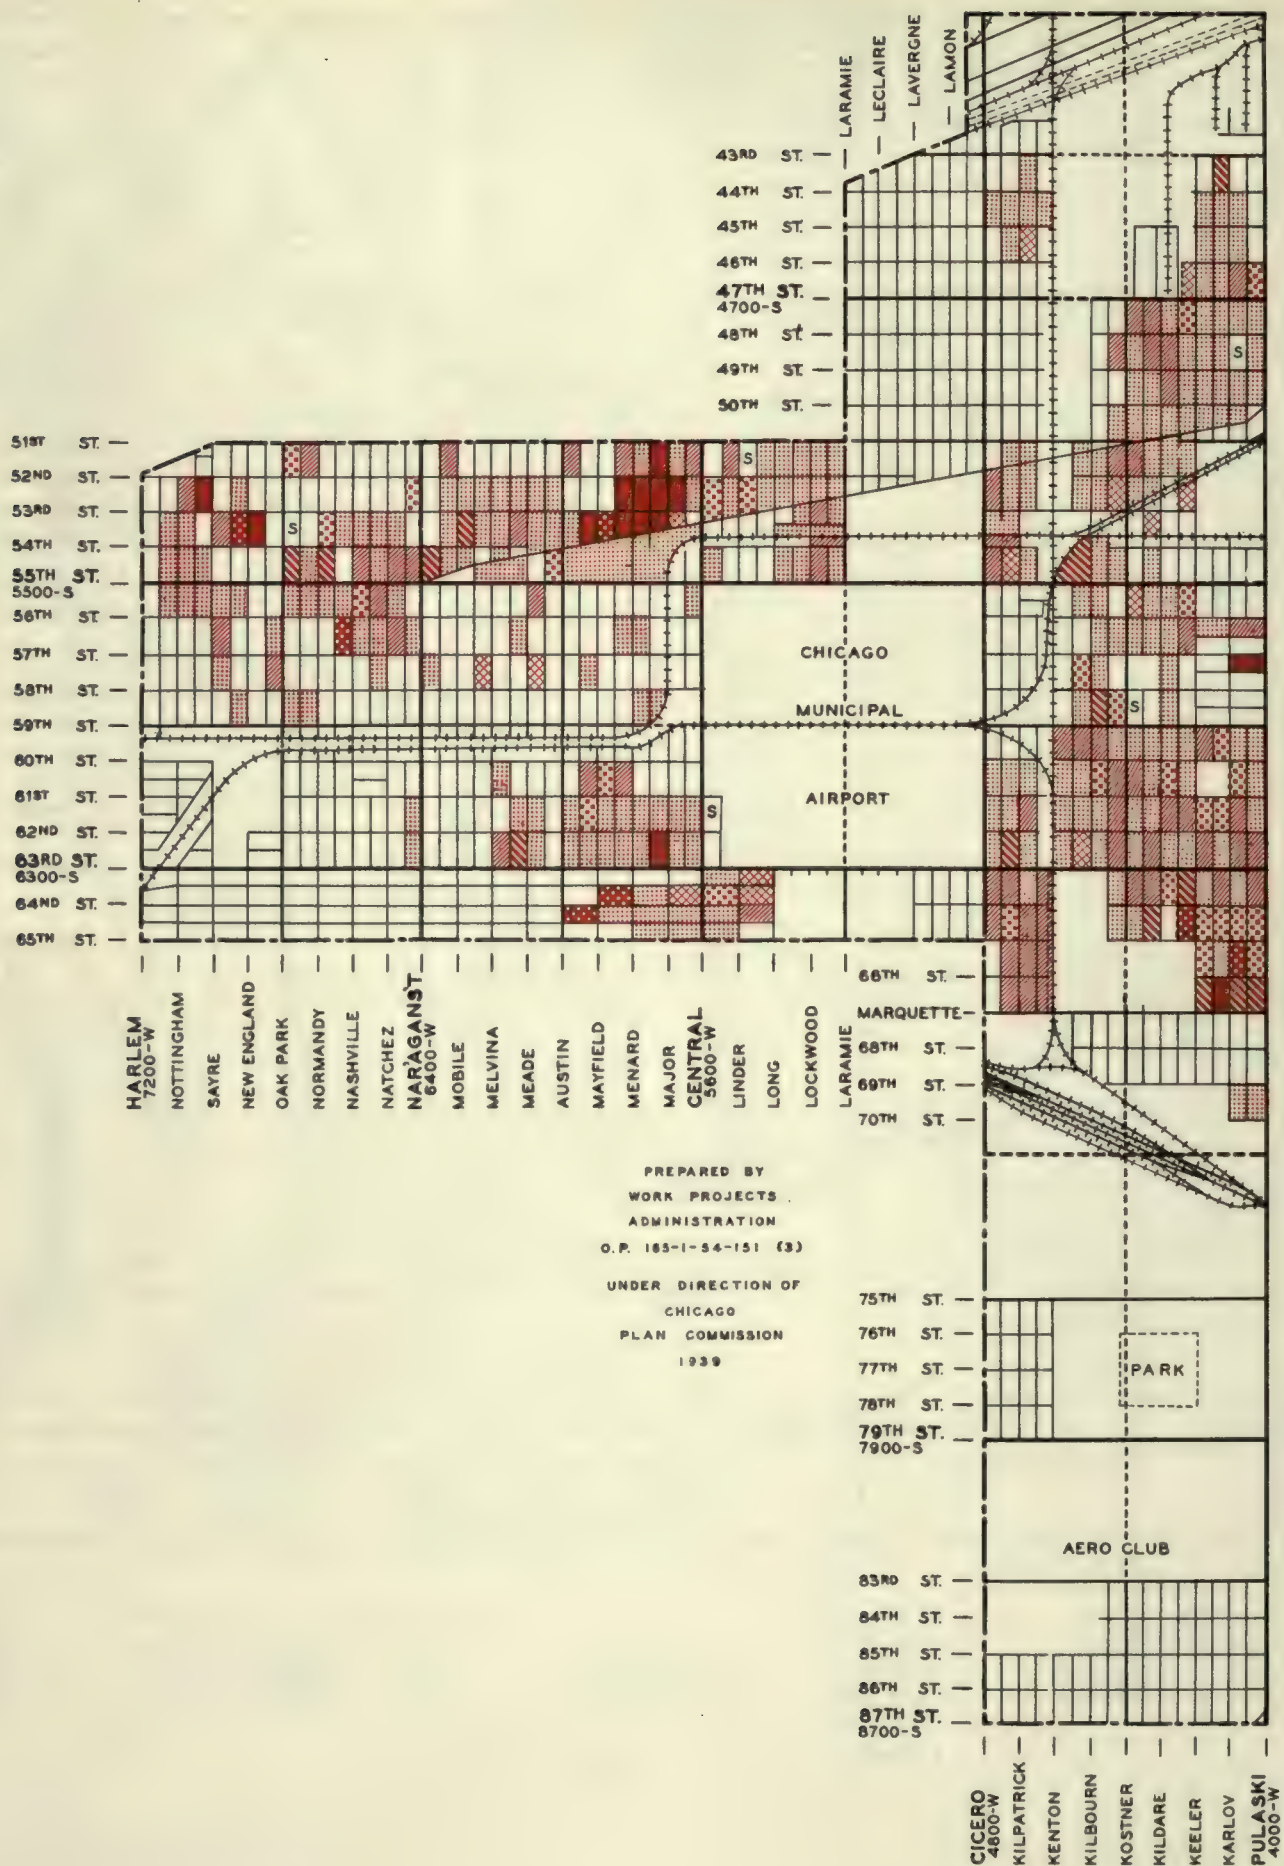 LARAMIE
LECLAIRE
LAVERGNE
LAMON
43RD ST.
44TH ST.
45TH ST.
46TH ST.
47TH ST.
4700-S
48TH ST.
49TH ST.
50TH ST.
S
51ST ST.
52ND ST.
53RD ST.
54TH ST.
55TH ST.
5500-S
56TH ST.
57TH ST.
58TH ST.
59TH ST.
60TH ST.
61ST ST.
62ND ST.
63RD ST.
6300-S
64ND ST.
65TH ST.
S
S
S
S
CHICAGO
MUNICIPAL
AIRPORT
HARLEM
7200-W
NOTTINGHAM
SAYRE
NEW ENGLAND
OAK PARK
NORMANDY
NASHVILLE
NATCHEZ
NARAGANS'T
6400-W
MOBILE
MELVINA
MEADE
AUSTIN
MAYFIELD
MENARD
MAJOR
CENTRAL
5600-W
LINDER
LONG
LOCKWOOD
LARAMIE
66TH ST.
MARQUETTE
68TH ST.
69TH ST.
70TH ST.
PREPARED BY
WORK PROJECTS
ADMINISTRATION
O.P. 165-1-54-151 (3)
UNDER DIRECTION OF
CHICAGO
PLAN COMMISSION
1939
75TH ST.
76TH ST.
77TH ST.
78TH ST.
79TH ST.
7900-S
PARK
AERO CLUB
83RD ST.
84TH ST.
85TH ST.
86TH ST.
87TH ST.
8700-S
CICERO
4800-W
KILPATRICK
KENTON
KILBOURN
KOSTNER
KILDARE
KEELER
KARLOV
PULASKI
4000-W